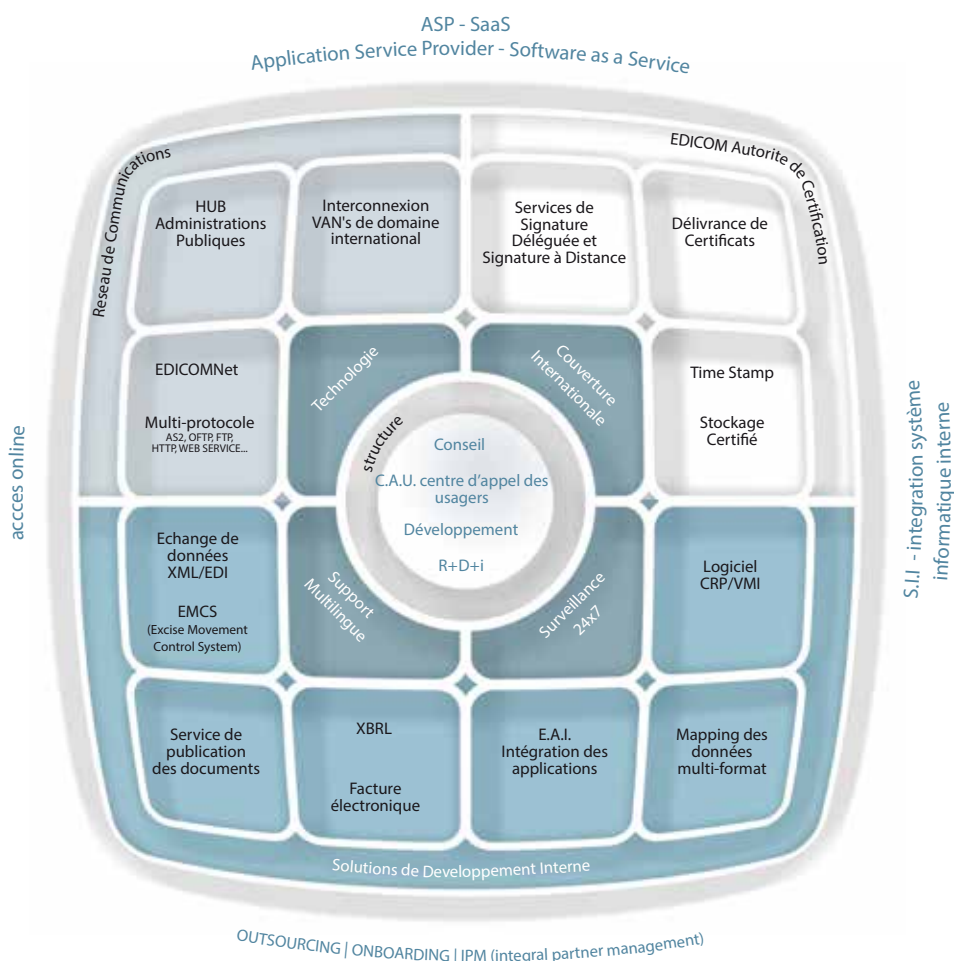 ASP - SaaS
Application Service Provider - Software as a Service
Reseau de Communications
EDICOM Autorite de Certification
HUB
Administrations
Publiques
Interconnexion
VAN's de domaine
international
Services de
Signature
Déléguée et
Signature à Distance
Délivrance de
Certificats
EDICOMNet
Multi-protocole
AS2, OFTP, FTP,
HTTP, WEB SERVICE...
Technologie
Couverture
Internationale
Time Stamp
Stockage
Certifié
structure
Conseil
C.A.U. centre d'appel des
usagers
Développement
R+D+i
accces online
S.I.I - integration système
informatique interne
Echange de
données
XML/EDI
EMCS
(Excise Movement
Control System)
Support
Multilingue
Surveillance
24x7
Logiciel
CRP/VMI
Service de
publication
des documents
XBRL
Facture
électronique
E.A.I.
Intégration des
applications
Mapping des
données
multi-format
Solutions de Developpement Interne
OUTSOURCING | ONBOARDING | IPM (integral partner management)